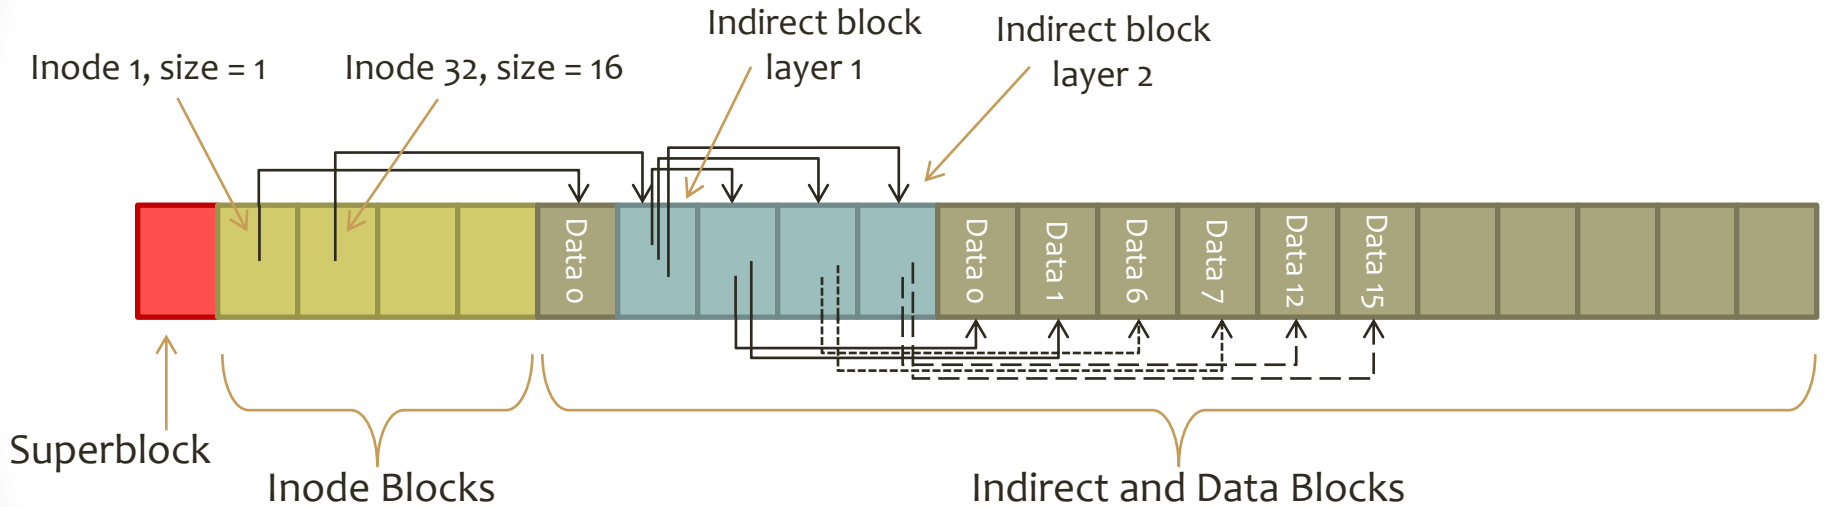 Inode 1, size = 1
Inode 32, size = 16
Indirect block
layer 1
Indirect block
layer 2
Data 0
Data 0
Data 1
Data 6
Data 7
Data 12
Data 15
Superblock
Inode Blocks
Indirect and Data Blocks